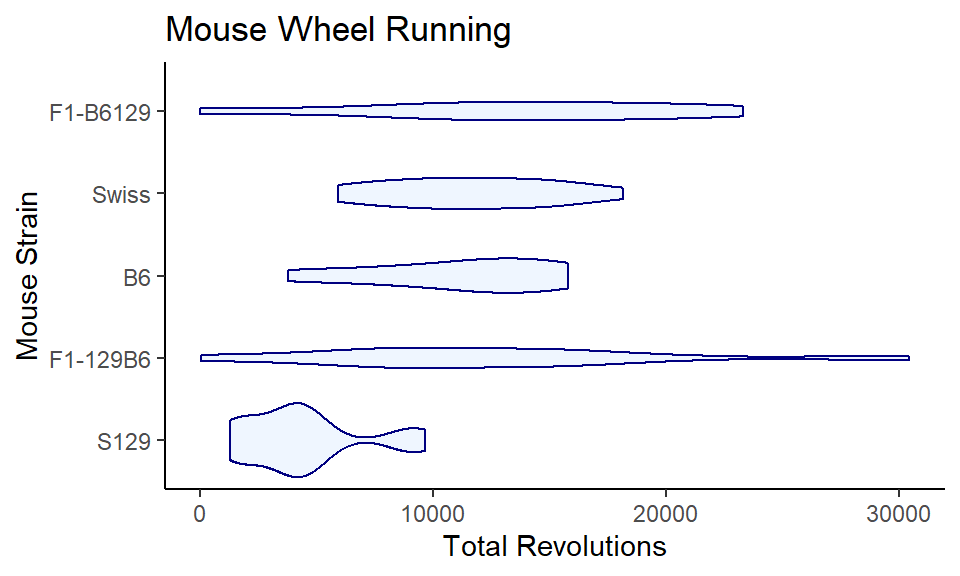 Mouse Wheel Running
F1-B6129
Swiss
B6
F1-129B6
S129
Mouse Strain
0 10000 20000 30000
Total Revolutions